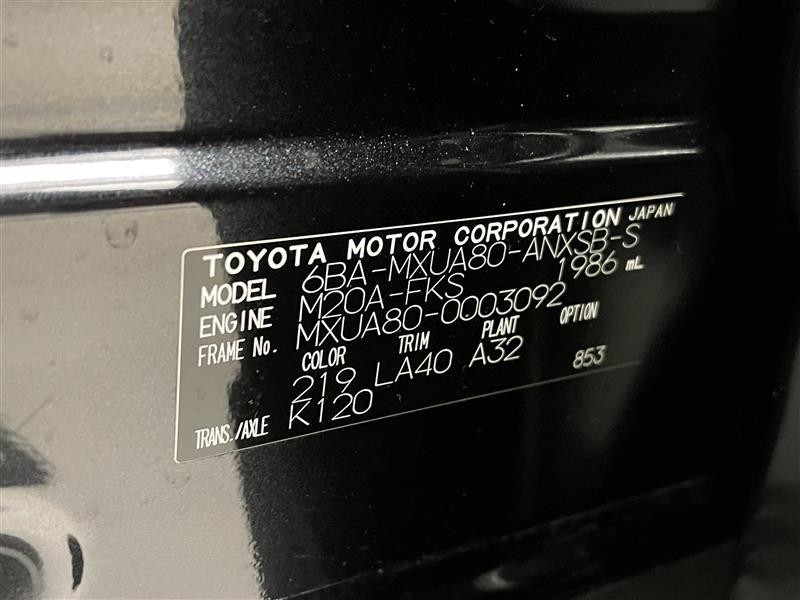 TOYOTA MOTOR CORPORATION JAPAN
MODEL 6BA-MXUA80-ANXSB-S
ENGINE M20A-FKS 1986 mL
FRAME No. MXUA80-0003092
COLOR TRIM PLANT OPTION
219 LA40 A32 853
TRANS./AXLE K120